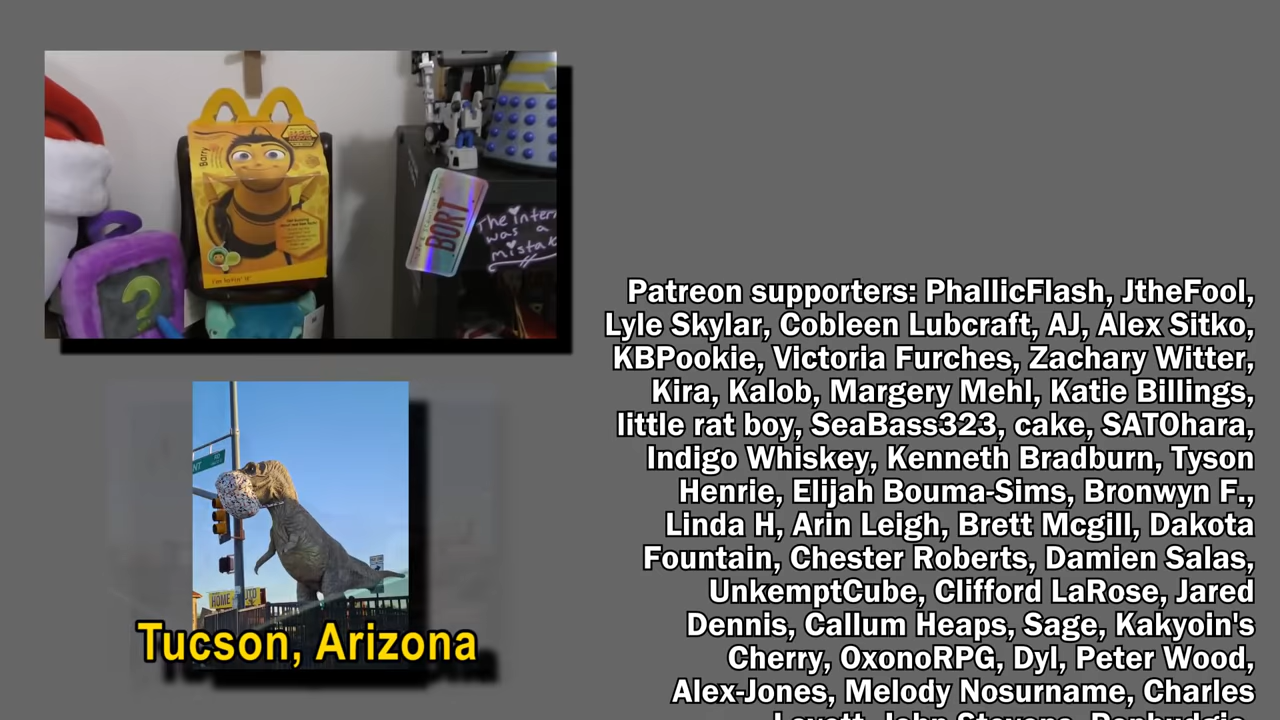 Barry
BORT
The Inter
was a
mistak
HOME
Tucson, Arizona
Patreon supporters: PhallicFlash, JtheFool,
Lyle Skylar, Cobleen Lubcraft, AJ, Alex Sitko,
KBPookie, Victoria Furches, Zachary Witter,
Kira, Kalob, Margery Mehl, Katie Billings,
little rat boy, SeaBass323, cake, SATOhara,
Indigo Whiskey, Kenneth Bradburn, Tyson
Henrie, Elijah Bouma-Sims, Bronwyn F.,
Linda H, Arin Leigh, Brett Mcgill, Dakota
Fountain, Chester Roberts, Damien Salas,
UnkemptCube, Clifford LaRose, Jared
Dennis, Callum Heaps, Sage, Kakyoin's
Cherry, OxonoRPG, Dyl, Peter Wood,
Alex-Jones, Melody Nosurname, Charles